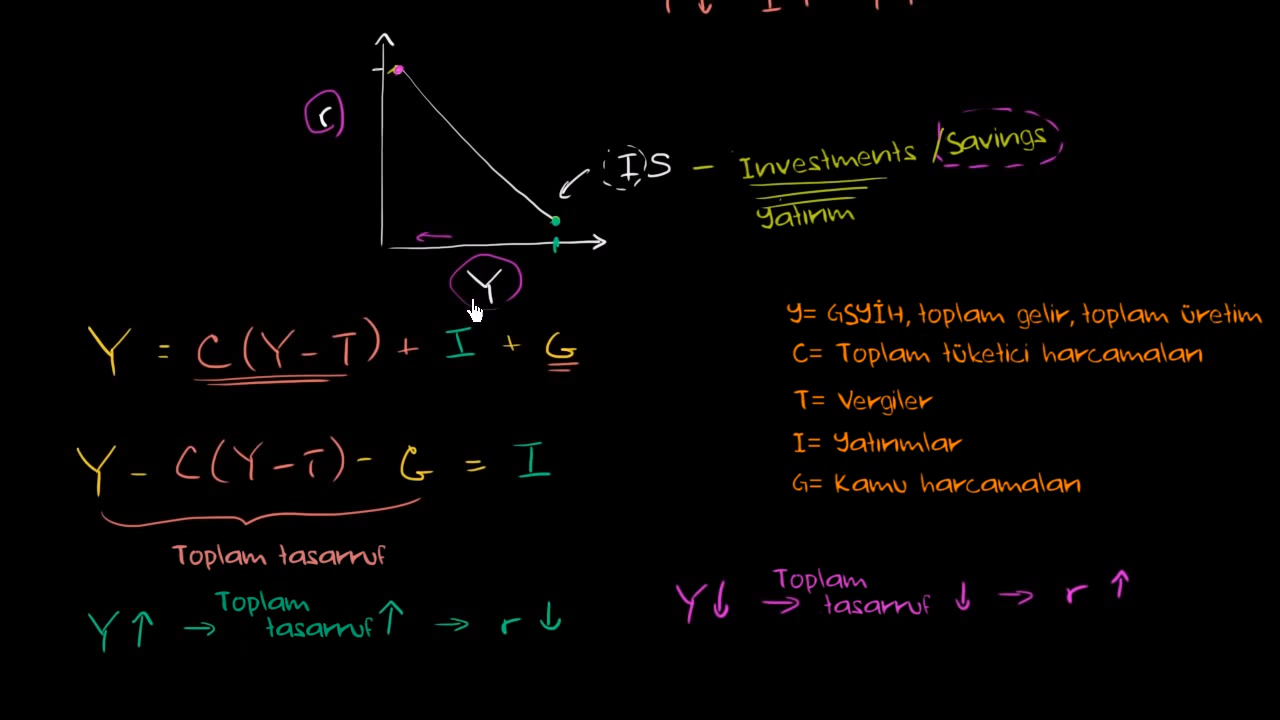 r
IS - Investments / Savings
yatırım
Y
Y = C(Y-T) + I + G
y= GSYİH, toplam gelir, toplam üretim
C= Toplam tüketici harcamaları
T= Vergiler
I= Yatırımlar
G= Kamu harcamaları
Y - C(Y-T) - G = I
Toplam tasarruf
Y↑ → Toplam tasarruf ↑ → r ↓
Y↓ → Toplam tasarruf ↓ → r ↑